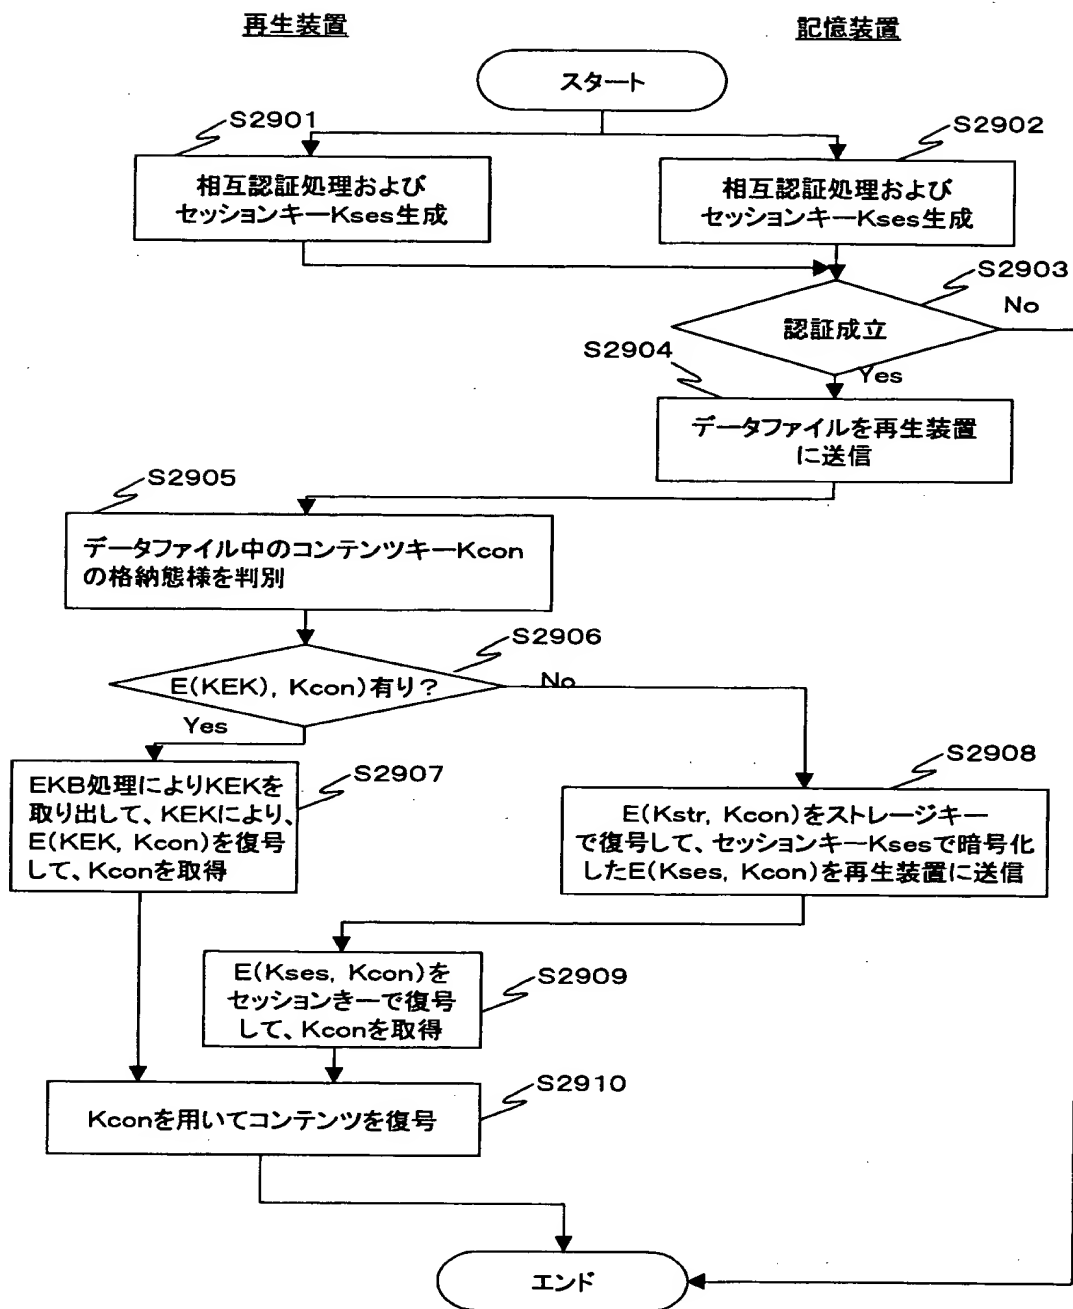 再生装置
記憶装置
スタート
S2901
S2902
相互認証処理および
セッションキーKses生成
相互認証処理および
セッションキーKses生成
S2903
認証成立
No
Yes
S2904
データファイルを再生装置
に送信
S2905
データファイル中のコンテンツキーKcon
の格納態様を判別
S2906
E(KEK), Kcon)有り?
No
Yes
S2907
EKB処理によりKEKを
取り出して、KEKにより、
E(KEK, Kcon)を復号
して、Kconを取得
S2908
E(Kstr, Kcon)をストレージキー
で復号して、セッションキーKsesで暗号化
したE(Kses, Kcon)を再生装置に送信
E(Kses, Kcon)を
セッションきーで復号
して、Kconを取得
S2909
S2910
Kconを用いてコンテンツを復号
エンド